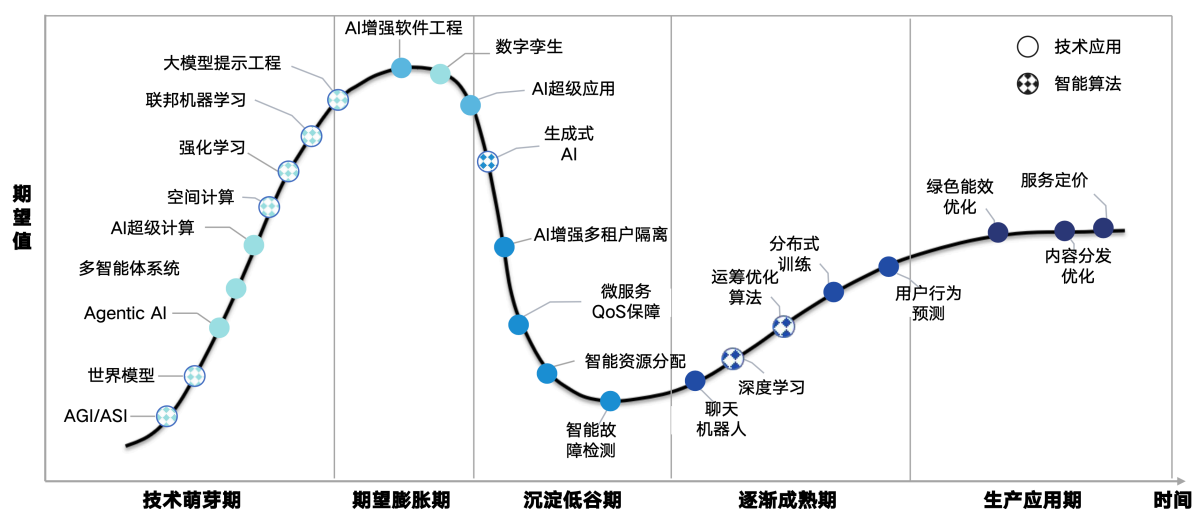 AI增强软件工程
数字孪生
技术应用
大模型提示工程
智能算法
AI超级应用
联邦机器学习
生成式
AI
强化学习
空间计算
绿色能效
优化
服务定价
期
望
值
AI超级计算
AI增强多租户隔离
分布式
训练
多智能体系统
运筹优化
算法
内容分发
优化
微服务
QoS保障
用户行为
预测
Agentic AI
智能资源分配
世界模型
深度学习
AGI/ASI
聊天
机器人
智能故
障检测
技术萌芽期
期望膨胀期
沉淀低谷期
逐渐成熟期
生产应用期
时间